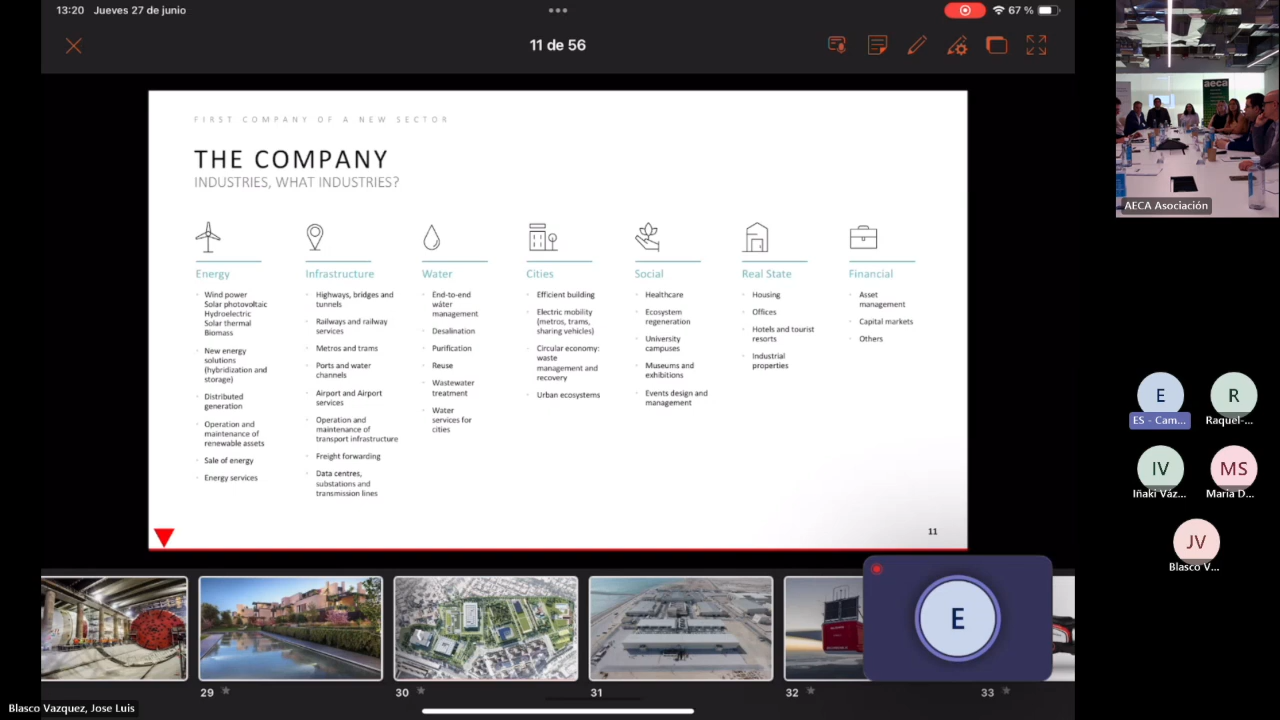 13:20 Jueves 27 de junio
67 %
11 de 56
FIRST COMPANY OF A NEW SECTOR
THE COMPANY
INDUSTRIES, WHAT INDUSTRIES?
Energy
Wind power
Solar photovoltaic
Hydroelectric
Solar thermal
Biomass
New energy
solutions
(hybridization and
storage)
Distributed
generation
Operation and
maintenance of
renewable assets
Sale of energy
Energy services
Infrastructure
Highways, bridges and
tunnels
Railways and railway
services
Metros and trams
Ports and water
channels
Airport and Airport
services
Operation and
maintenance of
transport infrastructure
Freight forwarding
Data centres,
substations and
transmission lines
Water
End-to-end
wáter
management
Desalination
Purification
Reuse
Wastewater
treatment
Water
services for
cities
Cities
Efficient building
Electric mobility
(metros, trams,
sharing vehicles)
Circular economy:
waste
management and
recovery
Urban ecosystems
Social
Healthcare
Ecosystem
regeneration
University
campuses
Museums and
exhibitions
Events design and
management
Real State
Housing
Offices
Hotels and tourist
resorts
Industrial
properties
Financial
Asset
management
Capital markets
Others
11
29
30
31
32
33
E
Blasco Vazquez, Jose Luis
aeca
AECA Asociación
E
ES - Cam...
R
Raquel-...
IV
Iñaki Váz...
MS
Maria D...
JV
Blasco V...